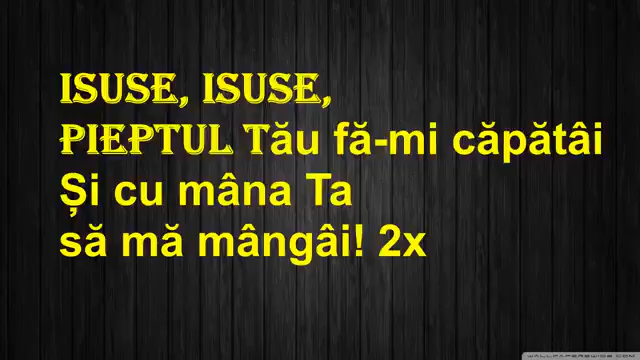 ISUSE, ISUSE,
PIEPTUL Tău fă-mi căpătâi
Și cu mâna Ta
să mă mângâi! 2x